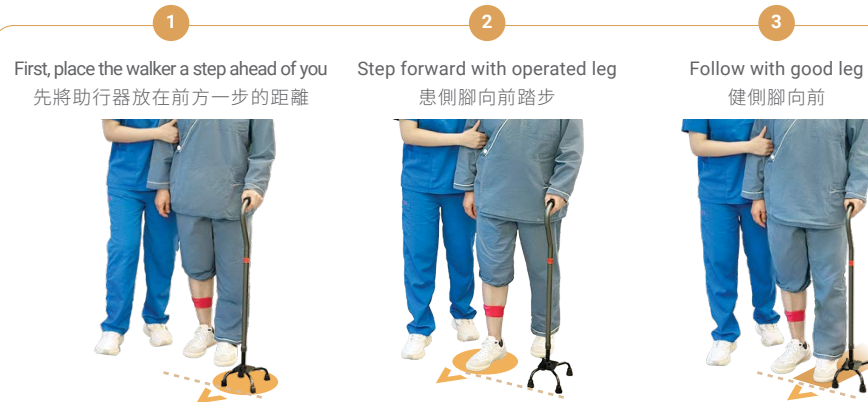 1
First, place the walker a step ahead of you
先將助行器放在前方一步的距離
2
Step forward with operated leg
患側腳向前踏步
3
Follow with good leg
健側腳向前